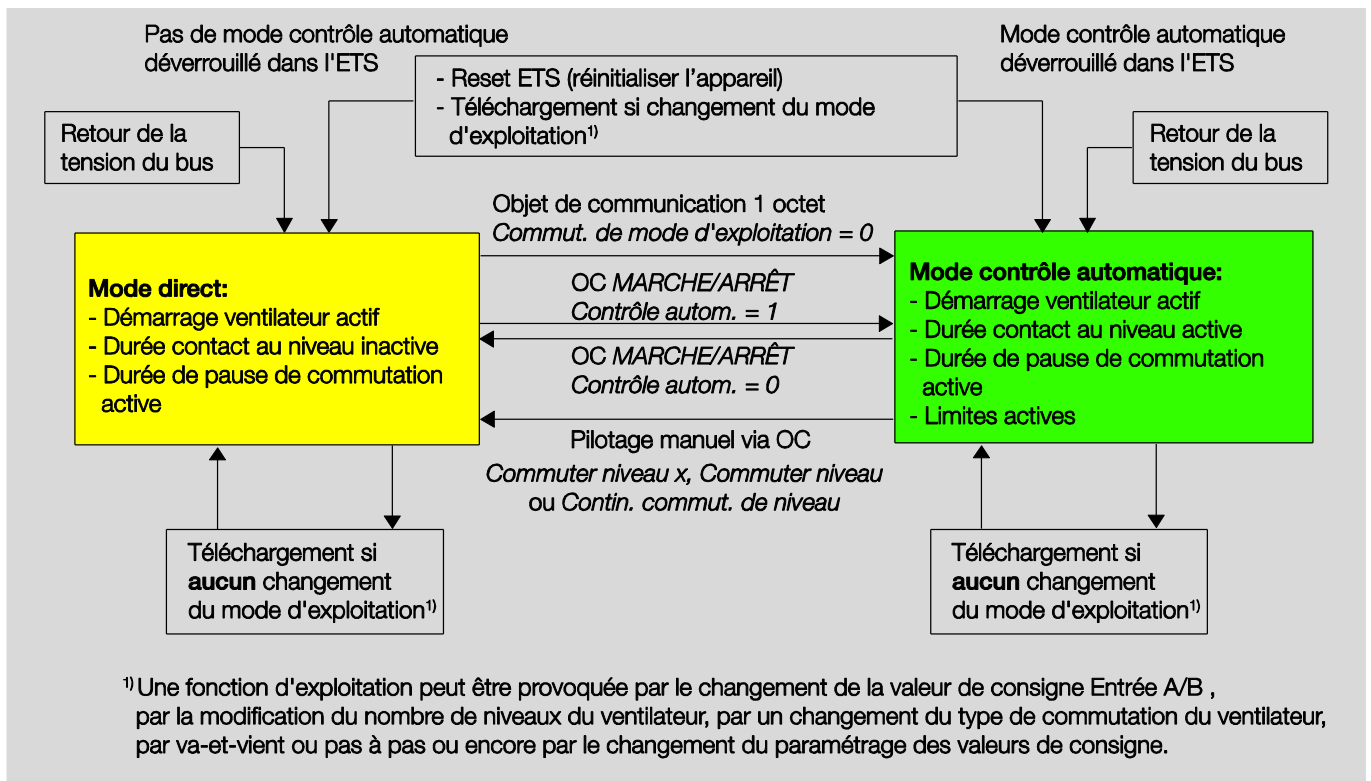 Pas de mode contrôle automatique
déverrouillé dans l'ETS
Mode contrôle automatique
déverrouillé dans l'ETS
- Reset ETS (réinitialiser l'appareil)
- Téléchargement si changement du mode
d'exploitation¹⁾
Retour de la
tension du bus
Retour de la
tension du bus
Objet de communication 1 octet
Commut. de mode d'exploitation = 0
Mode direct:
- Démarrage ventilateur actif
- Durée contact au niveau inactive
- Durée de pause de commutation
active
OC MARCHE/ARRÊT
Contrôle autom. = 1
OC MARCHE/ARRÊT
Contrôle autom. = 0
Mode contrôle automatique:
- Démarrage ventilateur actif
- Durée contact au niveau active
- Durée de pause de commutation
active
- Limites actives
Pilotage manuel via OC
Commuter niveau x, Commuter niveau
ou Contin. commut. de niveau
Téléchargement si
aucun changement
du mode d'exploitation¹⁾
Téléchargement si
aucun changement
du mode d'exploitation¹⁾
¹⁾ Une fonction d'exploitation peut être provoquée par le changement de la valeur de consigne Entrée A/B ,
par la modification du nombre de niveaux du ventilateur, par un changement du type de commutation du ventilateur,
par va-et-vient ou pas à pas ou encore par le changement du paramétrage des valeurs de consigne.